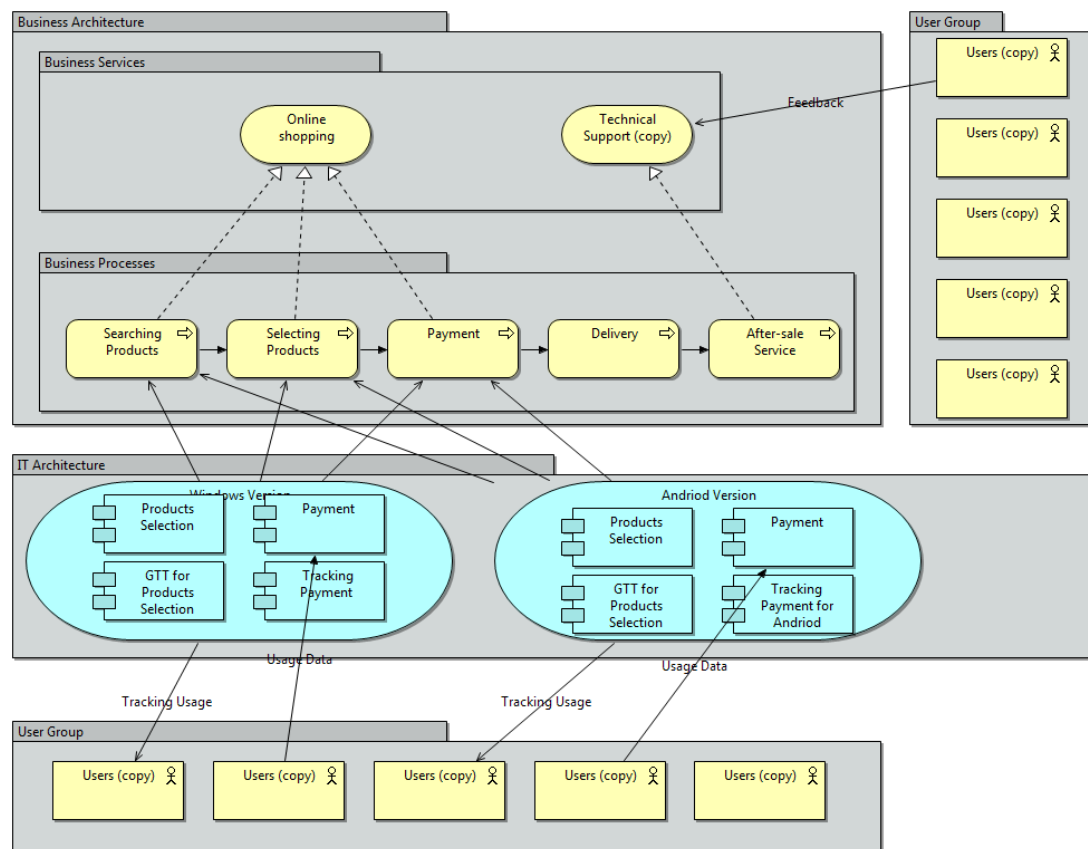 Business Architecture
User Group
Business Services
Users (copy)
Online
shopping
Technical
Support (copy)
Feedback
Users (copy)
Users (copy)
Business Processes
Users (copy)
Searching
Products
Selecting
Products
Payment
Delivery
After-sale
Service
Users (copy)
IT Architecture
Windows Version
Products
Selection
Payment
GTT for
Products
Selection
Tracking
Payment
Andriod Version
Products
Selection
Payment
GTT for
Products
Selection
Tracking
Payment for
Andriod
Usage Data
Usage Data
Tracking Usage
Tracking Usage
User Group
Users (copy)
Users (copy)
Users (copy)
Users (copy)
Users (copy)